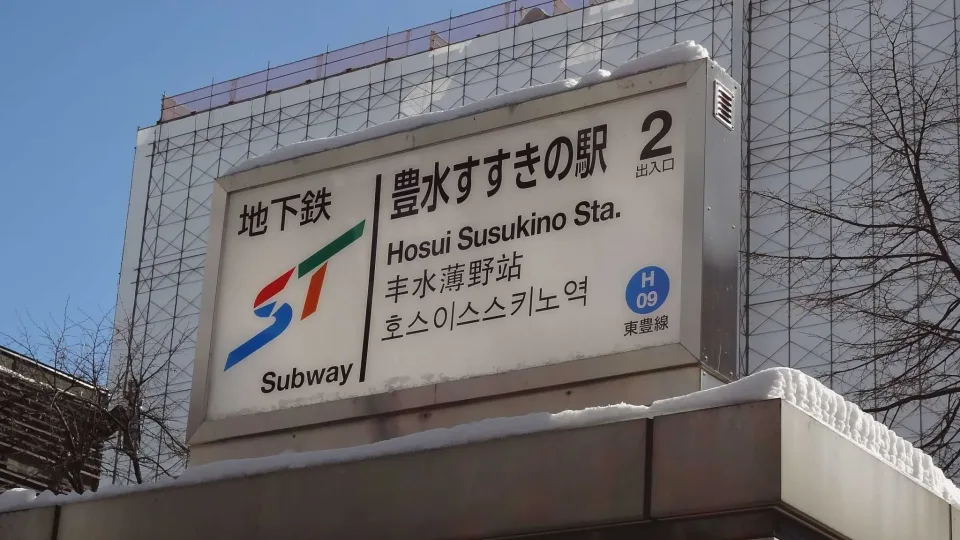 地下鉄
ST
Subway
豊水すすきの駅
Hosui Susukino Sta.
丰水薄野站
호스이스스키노역
2
出入口
H
09
東豊線